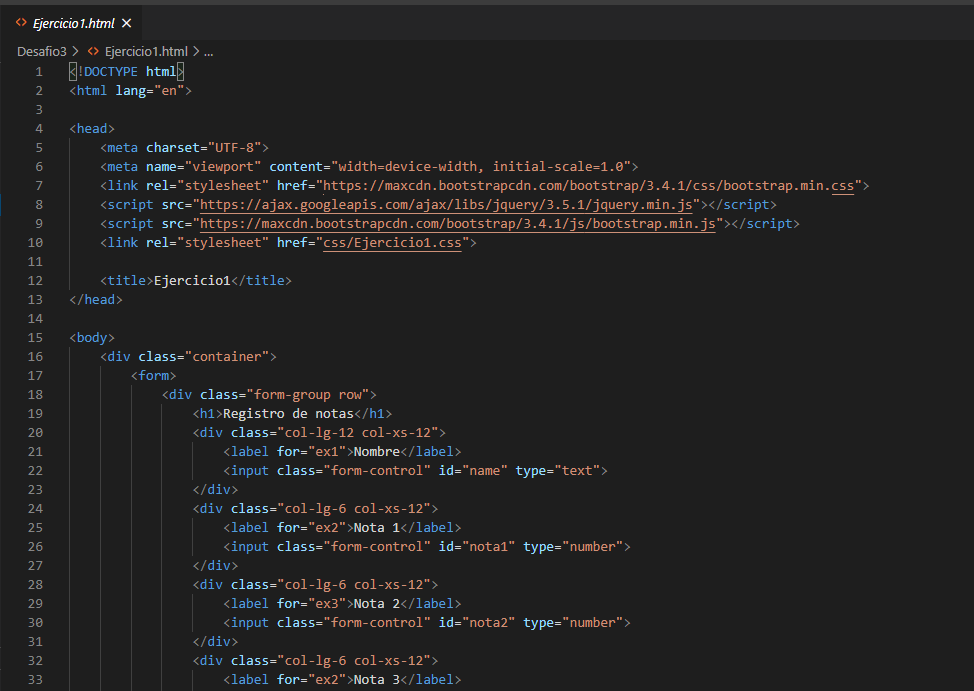 <> Ejercicio1.html ×
Desafio3 > <> Ejercicio1.html > ...
1 <!DOCTYPE html>
2 <html lang="en">
3
4 <head>
5     <meta charset="UTF-8">
6     <meta name="viewport" content="width=device-width, initial-scale=1.0">
7     <link rel="stylesheet" href="https://maxcdn.bootstrapcdn.com/bootstrap/3.4.1/css/bootstrap.min.css">
8     <script src="https://ajax.googleapis.com/ajax/libs/jquery/3.5.1/jquery.min.js"></script>
9     <script src="https://maxcdn.bootstrapcdn.com/bootstrap/3.4.1/js/bootstrap.min.js"></script>
10     <link rel="stylesheet" href="css/Ejercicio1.css">
11
12     <title>Ejercicio1</title>
13 </head>
14
15 <body>
16     <div class="container">
17         <form>
18             <div class="form-group row">
19                 <h1>Registro de notas</h1>
20                 <div class="col-lg-12 col-xs-12">
21                     <label for="ex1">Nombre</label>
22                     <input class="form-control" id="name" type="text">
23                 </div>
24                 <div class="col-lg-6 col-xs-12">
25                     <label for="ex2">Nota 1</label>
26                     <input class="form-control" id="nota1" type="number">
27                 </div>
28                 <div class="col-lg-6 col-xs-12">
29                     <label for="ex3">Nota 2</label>
30                     <input class="form-control" id="nota2" type="number">
31                 </div>
32                 <div class="col-lg-6 col-xs-12">
33                     <label for="ex2">Nota 3</label>